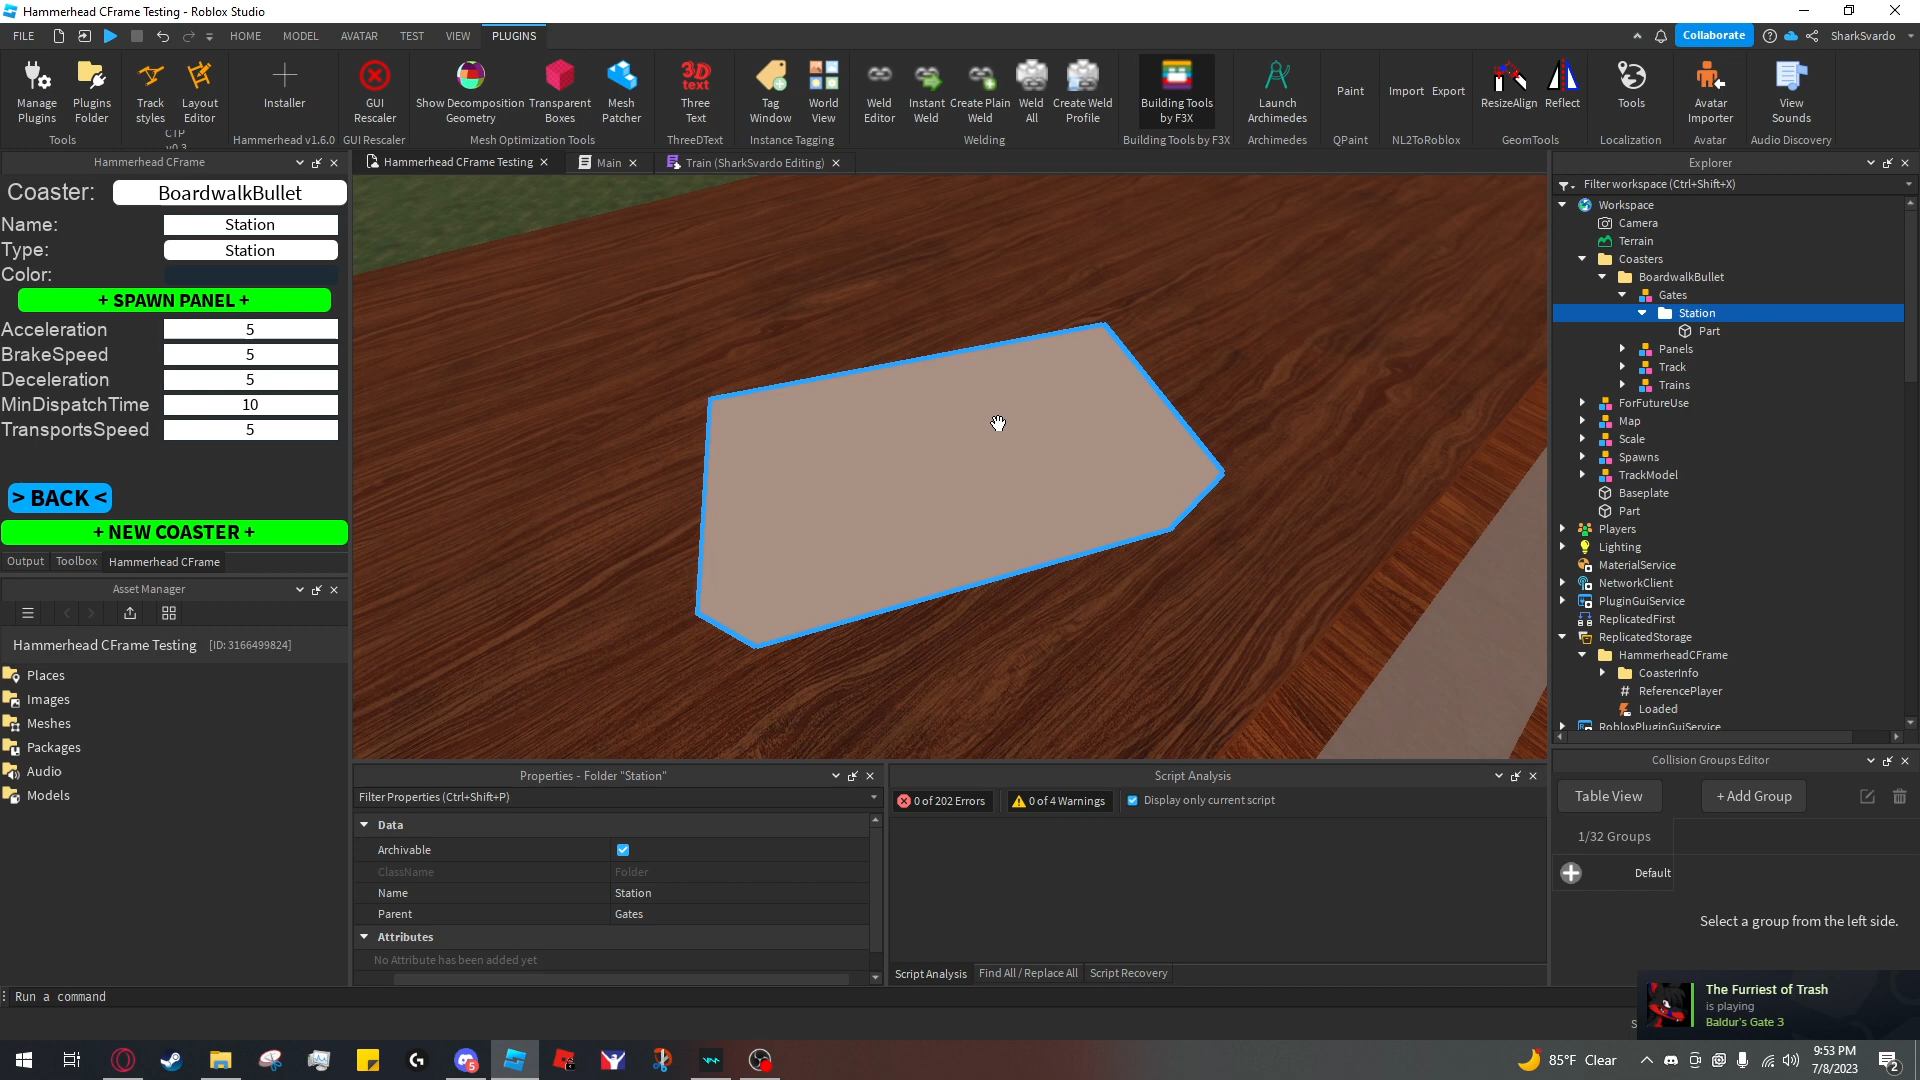 Hammerhead CFrame Testing - Roblox Studio
FILE HOME MODEL AVATAR TEST VIEW PLUGINS Collaborate SharkSvardo
Manage Plugins
Plugins Folder
Tools
Track styles
Layout Editor
CTP v0.3
Installer
Hammerhead v1.6.0
GUI Rescaler
GUI Rescaler
Show Decomposition Geometry
Transparent Boxes
Mesh Patcher
Mesh Optimization Tools
3D text
Three Text
ThreeDText
Tag Window
World View
Instance Tagging
Weld Editor
Instant Weld
Create Plain Weld
Weld All
Create Weld Profile
Welding
Building Tools by F3X
Building Tools by F3X
Launch Archimedes
Archimedes
Paint
QPaint
Import Export
NL2ToRoblox
ResizeAlign Reflect
GeomTools
Tools
Localization
Avatar Importer
Avatar
View Sounds
Audio Discovery
Hammerhead CFrame
Coaster: BoardwalkBullet
Name: Station
Type: Station
Color:
+ SPAWN PANEL +
Acceleration 5
BrakeSpeed 5
Deceleration 5
MinDispatchTime 10
TransportsSpeed 5
> BACK <
+ NEW COASTER +
Output Toolbox Hammerhead CFrame
Asset Manager
Hammerhead CFrame Testing [ID: 3166499824]
Places
Images
Meshes
Packages
Audio
Models
Hammerhead CFrame Testing Main Train (SharkSvardo Editing)
Properties - Folder "Station"
Filter Properties (Ctrl+Shift+P)
Data
Archivable
ClassName Folder
Name Station
Parent Gates
Attributes
No Attribute has been added yet
Script Analysis
0 of 202 Errors 0 of 4 Warnings Display only current script
Script Analysis Find All / Replace All Script Recovery
Explorer
Filter workspace (Ctrl+Shift+X)
Workspace
Camera
Terrain
Coasters
BoardwalkBullet
Gates
Station
Part
Panels
Track
Trains
ForFutureUse
Map
Scale
Spawns
TrackModel
Baseplate
Part
Players
Lighting
MaterialService
NetworkClient
PluginGuiService
ReplicatedFirst
ReplicatedStorage
HammerheadCFrame
CoasterInfo
ReferencePlayer
Loaded
RobloxPluginGuiService
Collision Groups Editor
Table View + Add Group
1/32 Groups
Default
Select a group from the left side.
Run a command
The Furriest of Trash
is playing
Baldur's Gate 3
85°F Clear
9:53 PM
7/8/2023
2